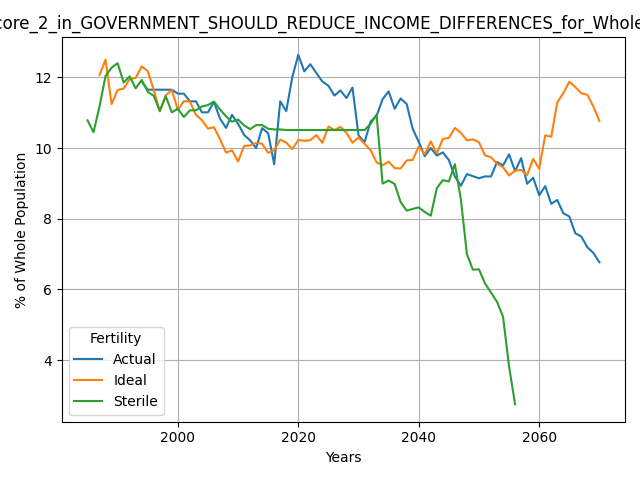 core_2_in_GOVERNMENT_SHOULD_REDUCE_INCOME_DIFFERENCES_for_Whole
% of Whole Population
12
10
8
6
4
Fertility
Actual
Ideal
Sterile
2000
2020
2040
2060
Years